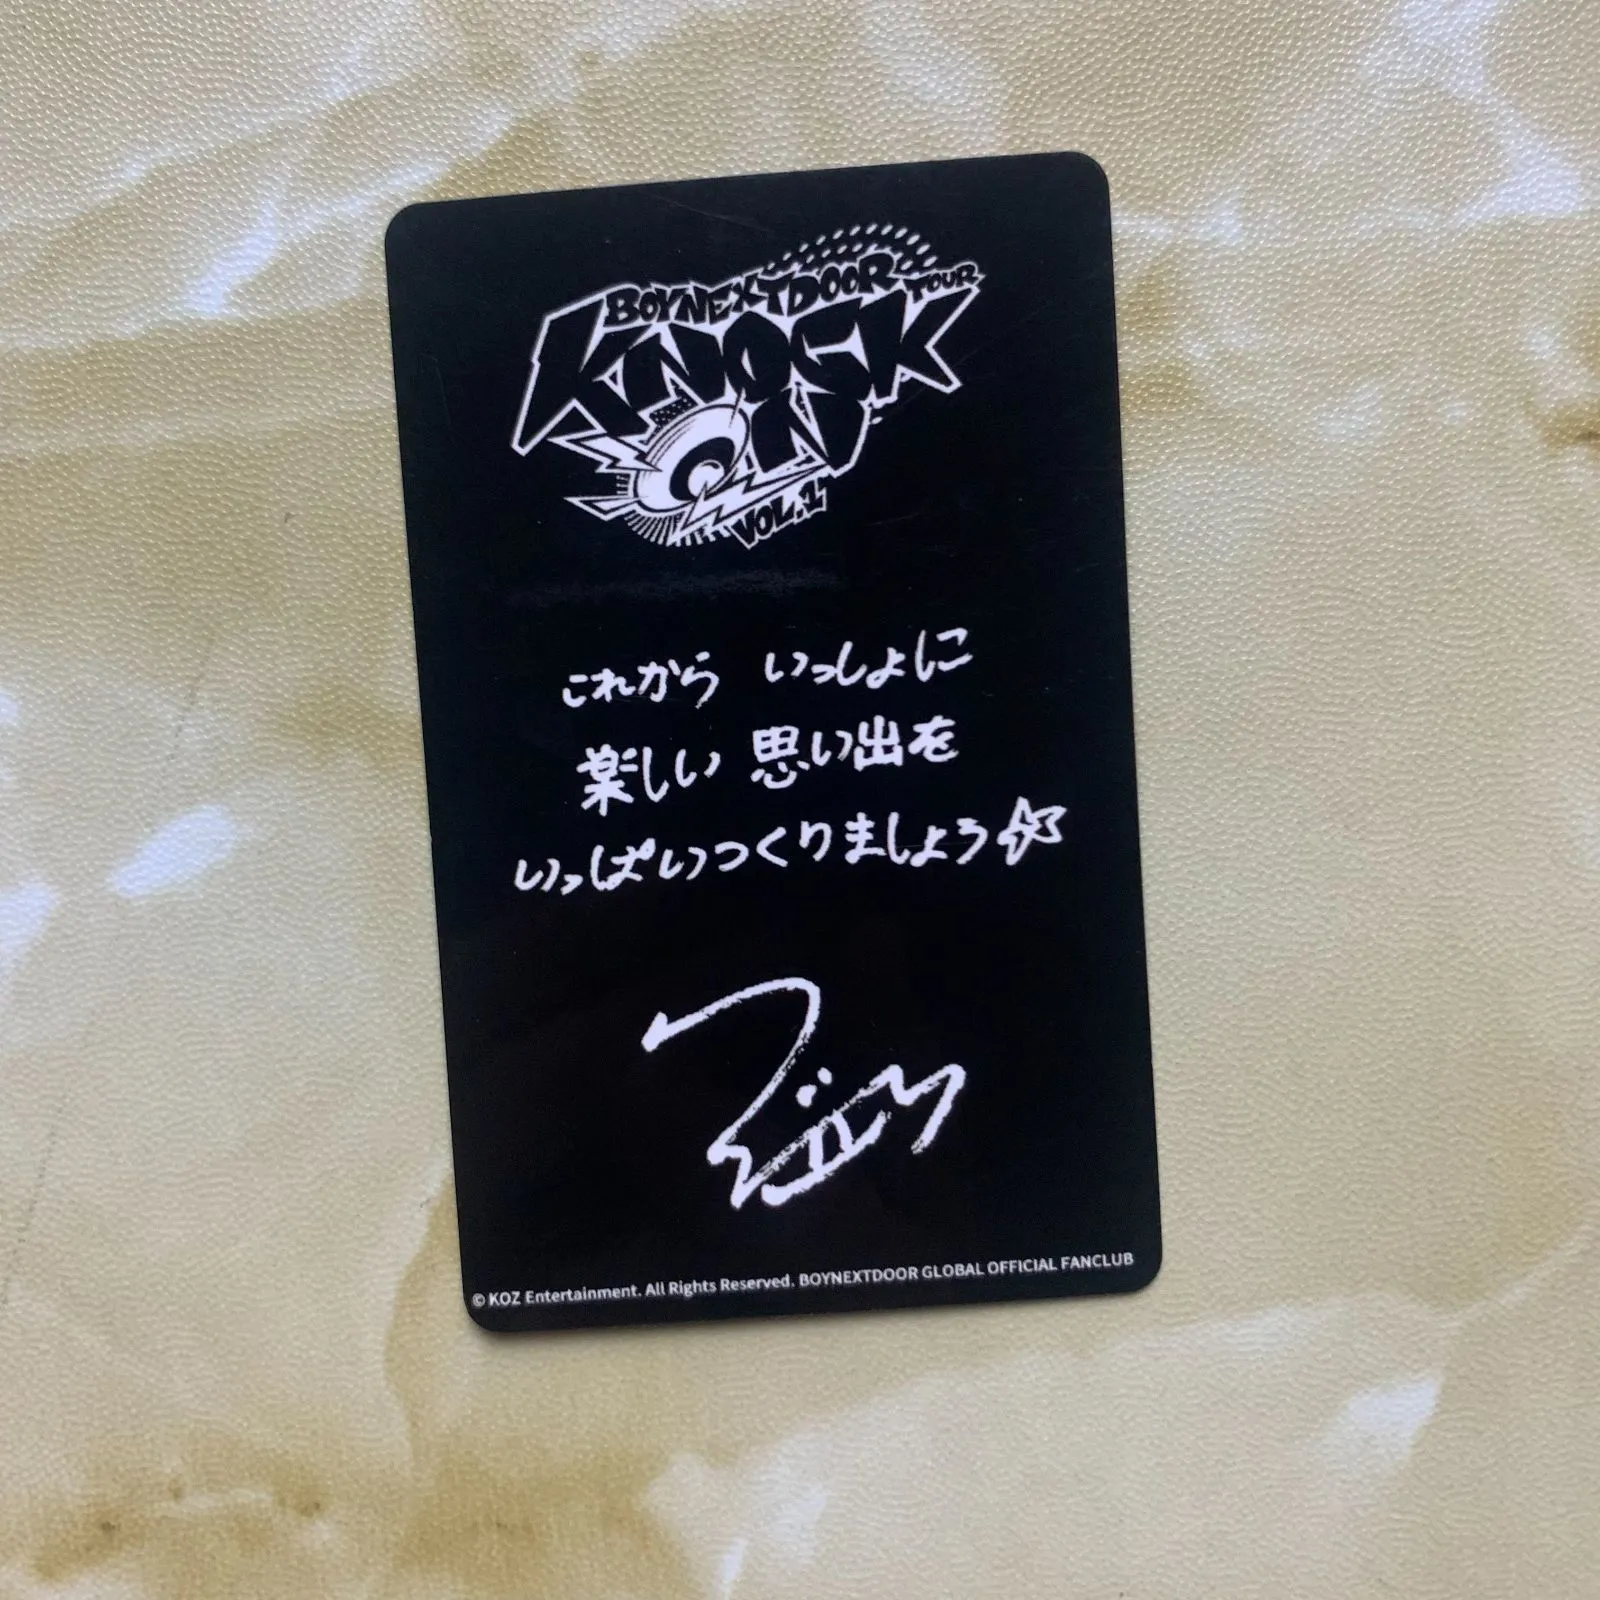 BOYNEXTDOOR TOUR
KNOCK
ON
VOL.1
これから いっしょに
楽しい 思い出を
いっぱいつくりましょう☆
© KOZ Entertainment. All Rights Reserved. BOYNEXTDOOR GLOBAL OFFICIAL FANCLUB